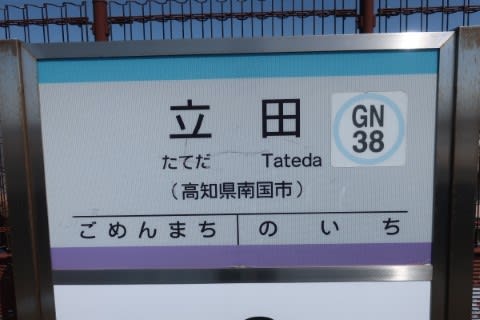 立田
GN
38
たてだ Tateda
（高知県南国市）
ごめんまち のいち